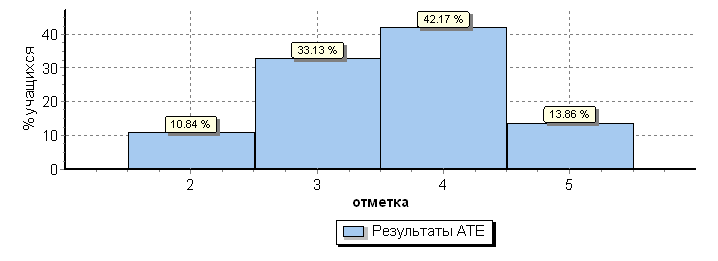 42.17 %
40
33.13 %
30
% учащихся
20
13.86 %
10.84 %
10
0
2 3 4 5
отметка
Результаты АТЕ